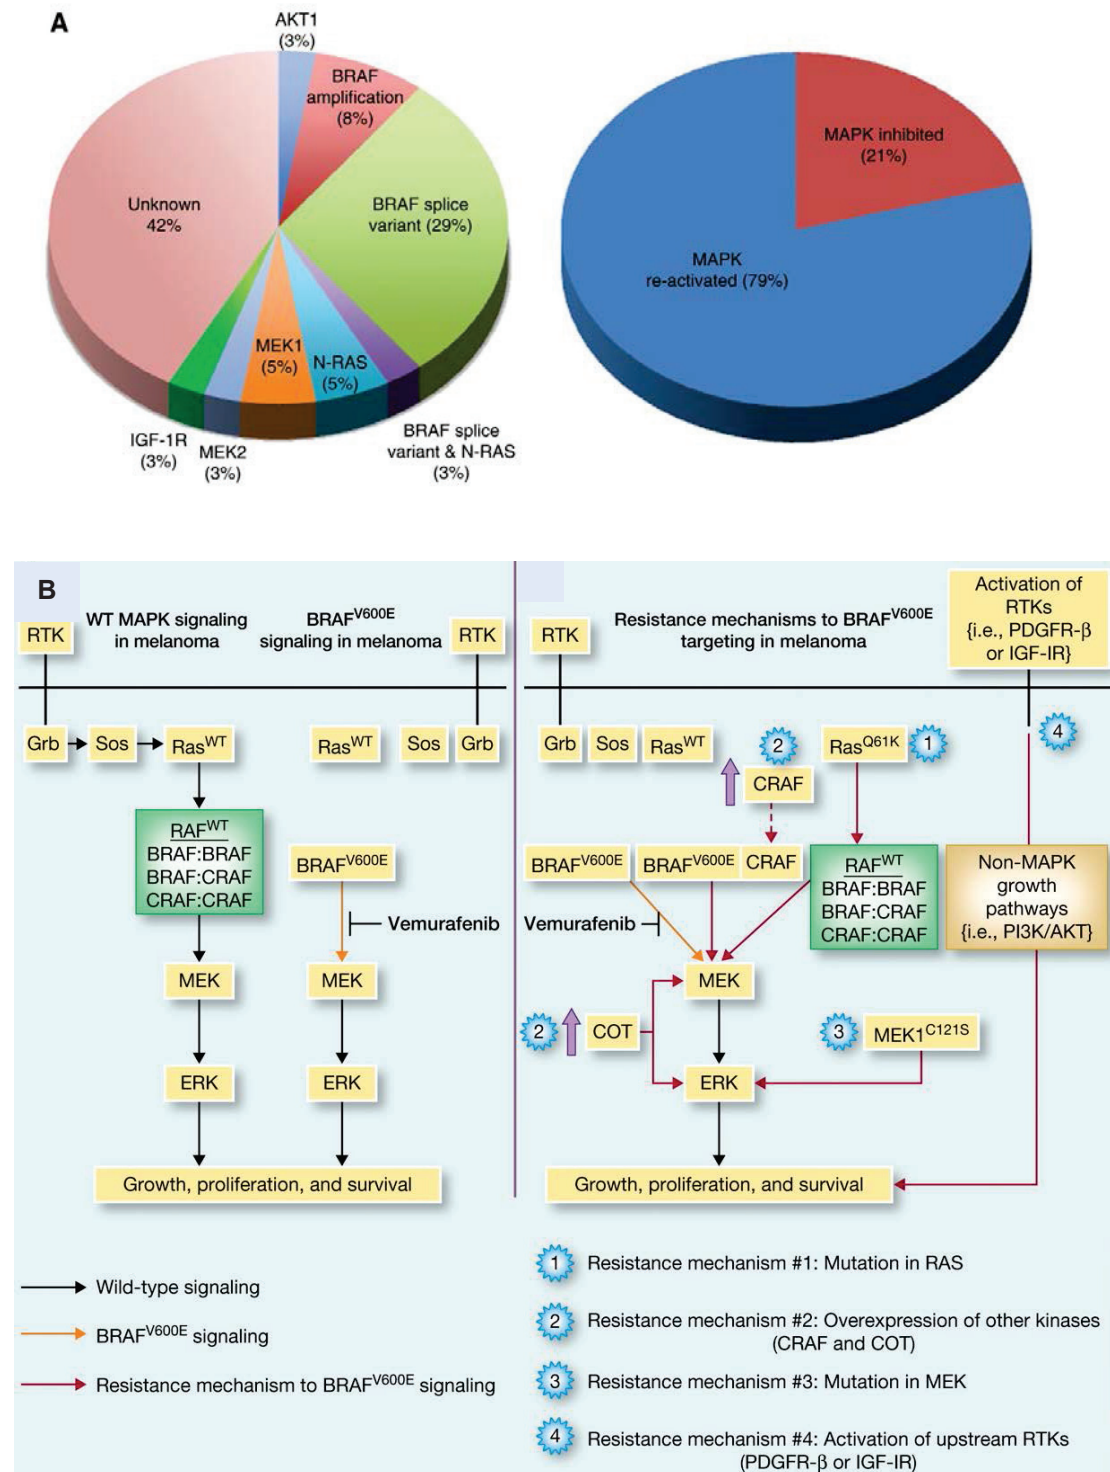 A
AKT1
(3%)
BRAF
amplification
(8%)
BRAF splice
variant (29%)
Unknown
42%
MEK1
(5%)
N-RAS
(5%)
IGF-1R
(3%)
MEK2
(3%)
BRAF splice
variant & N-RAS
(3%)
MAPK inhibited
(21%)
MAPK
re-activated (79%)
B
WT MAPK signaling
in melanoma
BRAFV600E
signaling in melanoma
RTK
RTK
Grb
Sos
RasWT
RasWT
Sos
Grb
RAFWT
BRAF:BRAF
BRAF:CRAF
CRAF:CRAF
BRAFV600E
Vemurafenib
MEK
MEK
ERK
ERK
Growth, proliferation, and survival
Wild-type signaling
BRAFV600E signaling
Resistance mechanism to BRAFV600E signaling
Resistance mechanisms to BRAFV600E
targeting in melanoma
RTK
Activation of
RTKs
{i.e., PDGFR-β
or IGF-IR}
Grb
Sos
RasWT
2
CRAF
RasQ61K
1
4
BRAFV600E
BRAFV600E
CRAF
RAFWT
BRAF:BRAF
BRAF:CRAF
CRAF:CRAF
Non-MAPK
growth
pathways
{i.e., PI3K/AKT}
Vemurafenib
MEK
2
COT
3
MEK1C121S
ERK
Growth, proliferation, and survival
1 Resistance mechanism #1: Mutation in RAS
2 Resistance mechanism #2: Overexpression of other kinases
(CRAF and COT)
3 Resistance mechanism #3: Mutation in MEK
4 Resistance mechanism #4: Activation of upstream RTKs
(PDGFR-β or IGF-IR)